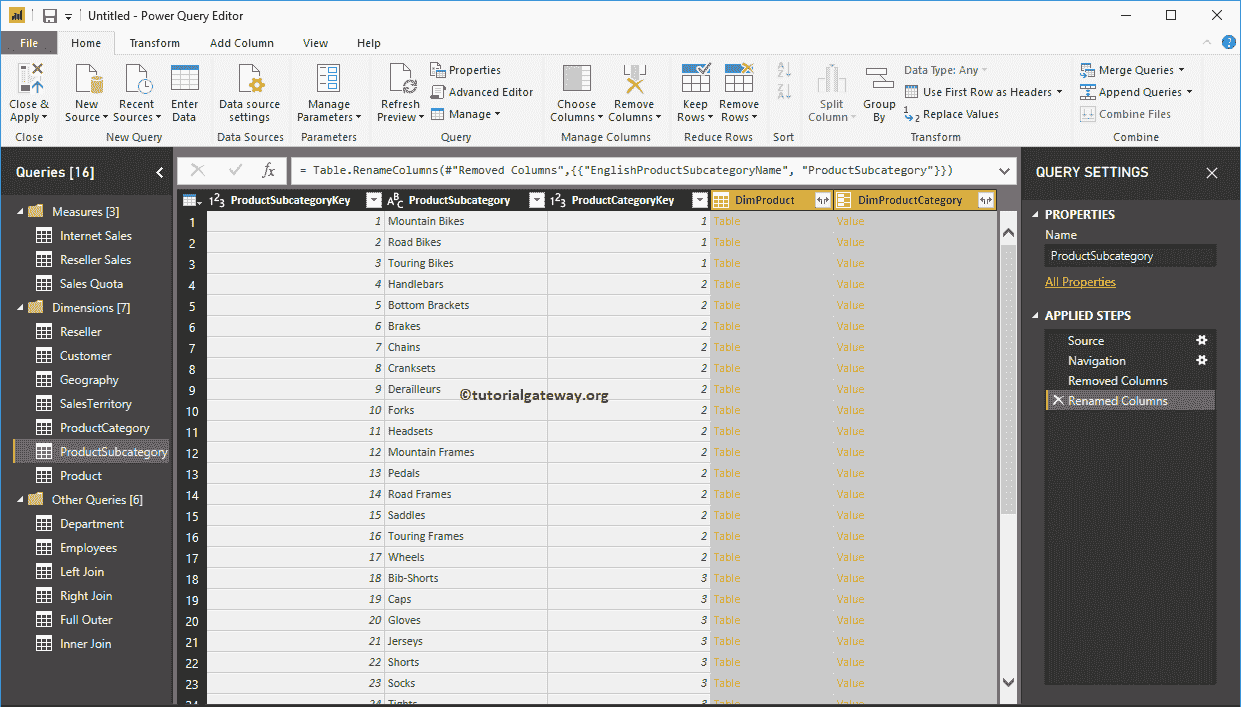 Untitled - Power Query Editor
File Home Transform Add Column View Help
Close & Apply
New Source
Recent Sources
Enter Data
Data source settings
Manage Parameters
Refresh Preview
Properties
Advanced Editor
Manage
Choose Columns
Remove Columns
Keep Rows
Remove Rows
Split Column
Group By
Data Type: Any
Use First Row as Headers
Replace Values
Merge Queries
Append Queries
Combine Files
Close New Query Data Sources Parameters Query Manage Columns Reduce Rows Sort Transform Combine
Queries [16]
Measures [3]
Internet Sales
Reseller Sales
Sales Quota
Dimensions [7]
Reseller
Customer
Geography
SalesTerritory
ProductCategory
ProductSubcategory
Product
Other Queries [6]
Department
Employees
Left Join
Right Join
Full Outer
Inner Join
fx = Table.RenameColumns(#"Removed Columns",{{"EnglishProductSubcategoryName", "ProductSubcategory"}})
ProductSubcategoryKey ProductSubcategory ProductCategoryKey DimProduct DimProductCategory
1 1 Mountain Bikes 1 Table Value
2 2 Road Bikes 1 Table Value
3 3 Touring Bikes 1 Table Value
4 4 Handlebars 2 Table Value
5 5 Bottom Brackets 2 Table Value
6 6 Brakes 2 Table Value
7 7 Chains 2 Table Value
8 8 Cranksets 2 Table Value
9 9 Derailleurs 2 Table Value
10 10 Forks 2 Table Value
11 11 Headsets 2 Table Value
12 12 Mountain Frames 2 Table Value
13 13 Pedals 2 Table Value
14 14 Road Frames 2 Table Value
15 15 Saddles 2 Table Value
16 16 Touring Frames 2 Table Value
17 17 Wheels 2 Table Value
18 18 Bib-Shorts 3 Table Value
19 19 Caps 3 Table Value
20 20 Gloves 3 Table Value
21 21 Jerseys 3 Table Value
22 22 Shorts 3 Table Value
23 23 Socks 3 Table Value
24 24 Tights 3 Table Value
©tutorialgateway.org
QUERY SETTINGS
PROPERTIES
Name
ProductSubcategory
All Properties
APPLIED STEPS
Source
Navigation
Removed Columns
Renamed Columns